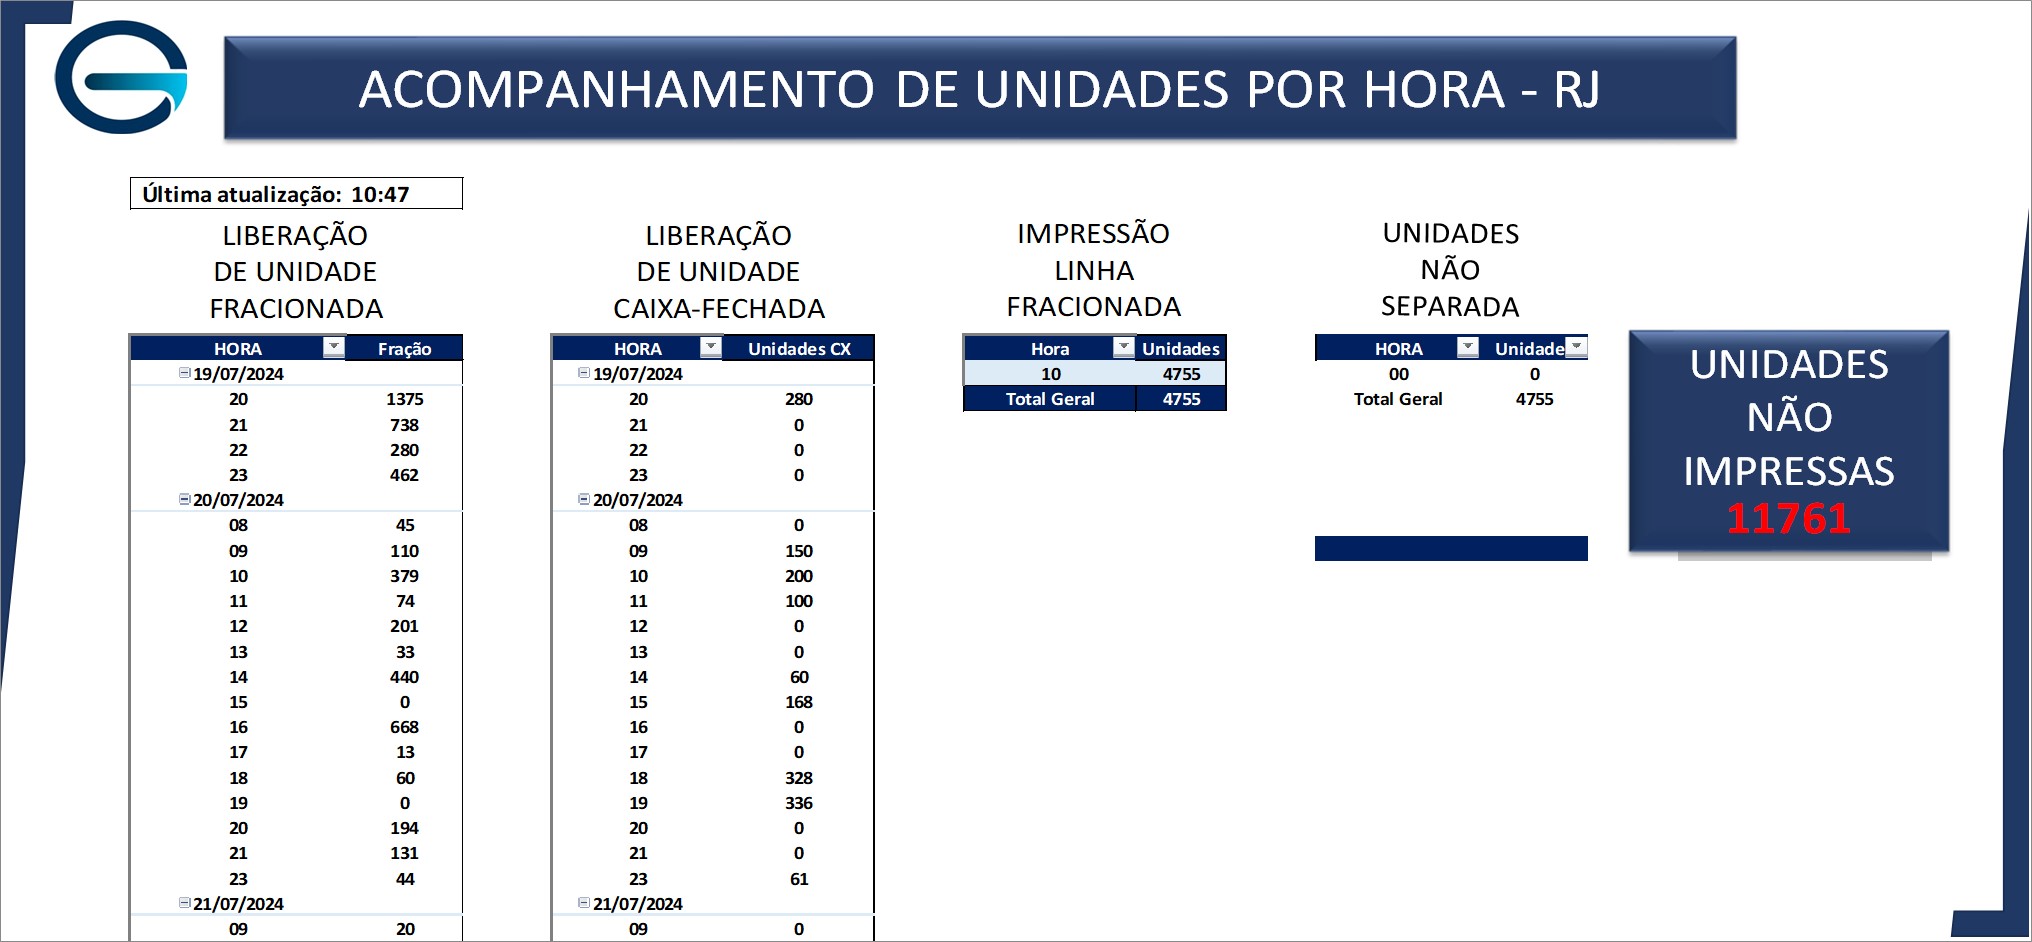 ACOMPANHAMENTO DE UNIDADES POR HORA - RJ
Última atualização: 10:47
LIBERAÇÃO
DE UNIDADE
FRACIONADA
HORA Fração
19/07/2024
20 1375
21 738
22 280
23 462
20/07/2024
08 45
09 110
10 379
11 74
12 201
13 33
14 440
15 0
16 668
17 13
18 60
19 0
20 194
21 131
23 44
21/07/2024
09 20
LIBERAÇÃO
DE UNIDADE
CAIXA-FECHADA
HORA Unidades CX
19/07/2024
20 280
21 0
22 0
23 0
20/07/2024
08 0
09 150
10 200
11 100
12 0
13 0
14 60
15 168
16 0
17 0
18 328
19 336
20 0
21 0
23 61
21/07/2024
09 0
IMPRESSÃO
LINHA
FRACIONADA
Hora Unidades
10 4755
Total Geral 4755
UNIDADES
NÃO
SEPARADA
HORA Unidade
00 0
Total Geral 4755
UNIDADES
NÃO
IMPRESSAS
11761